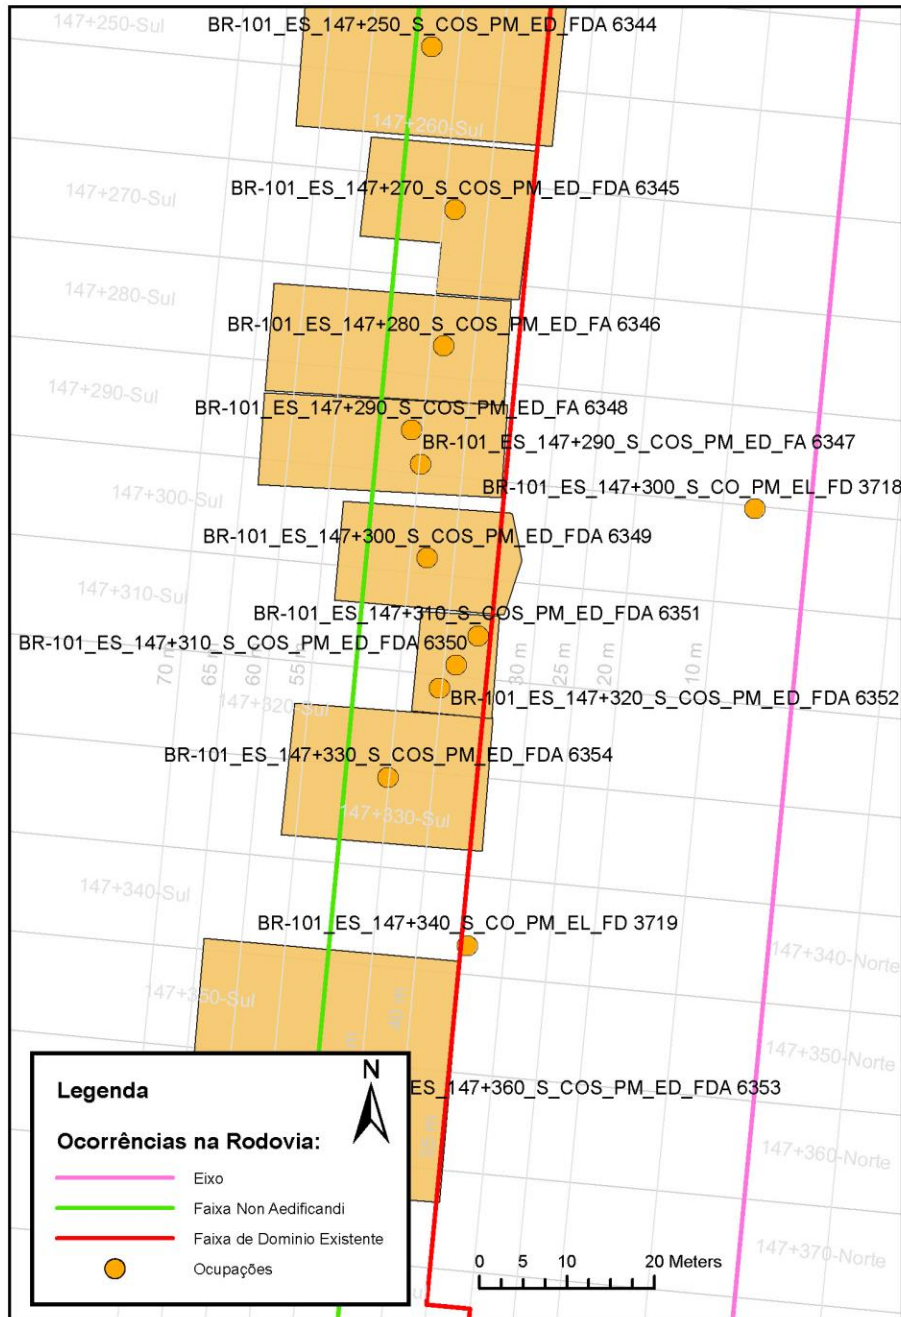 147+250-Sul
BR-101_ES_147+250_S_COS_PM_ED_FDA 6344
147+260-Sul
147+270-Sul
BR-101_ES_147+270_S_COS_PM_ED_FDA 6345
147+280-Sul
BR-101_ES_147+280_S_COS_PM_ED_FA 6346
147+290-Sul
BR-101_ES_147+290_S_COS_PM_ED_FA 6348
BR-101_ES_147+290_S_COS_PM_ED_FA 6347
147+300-Sul
BR-101_ES_147+300_S_CO_PM_EL_FD 3718
BR-101_ES_147+300_S_COS_PM_ED_FDA 6349
147+310-Sul
BR-101_ES_147+310_S_COS_PM_ED_FDA 6351
BR-101_ES_147+310_S_COS_PM_ED_FDA 6350
70 m
65 m
60 m
55 m
30 m
25 m
20 m
10 m
147+320-Sul
BR-101_ES_147+320_S_COS_PM_ED_FDA 6352
BR-101_ES_147+330_S_COS_PM_ED_FDA 6354
147+330-Sul
147+340-Sul
BR-101_ES_147+340_S_CO_PM_EL_FD 3719
147+340-Norte
147+350-Sul
40 m
147+350-Norte
ES_147+360_S_COS_PM_ED_FDA 6353
147+360-Norte
147+370-Norte
N
Legenda
Ocorrências na Rodovia:
Eixo
Faixa Non Aedificandi
Faixa de Dominio Existente
Ocupações
0 5 10 20 Meters